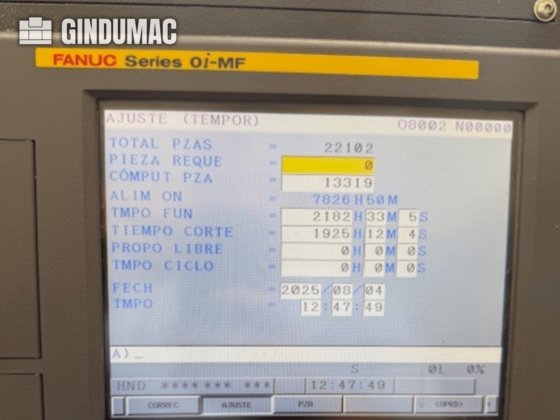 GINDUMAC
FANUC Series 0i-MF
AJUSTE (TEMPOR) O8002 N00000
TOTAL PZAS = 22102
PIEZA REQUE = 0
CÓMPUT PZA = 13319
ALIM ON = 7826H50M
TMPO FUN = 2182H33M 5S
TIEMPO CORTE = 1925H12M 4S
PROPO LIBRE = 0H 0M 0S
TMPO CICLO = 0H 0M 0S
FECH = 2025/08/04
TMPO = 12:47:49
A)_
S 0L 0%
HND **** *** *** 12:47:49
CORREC AJUSTE PZA (OPRD)